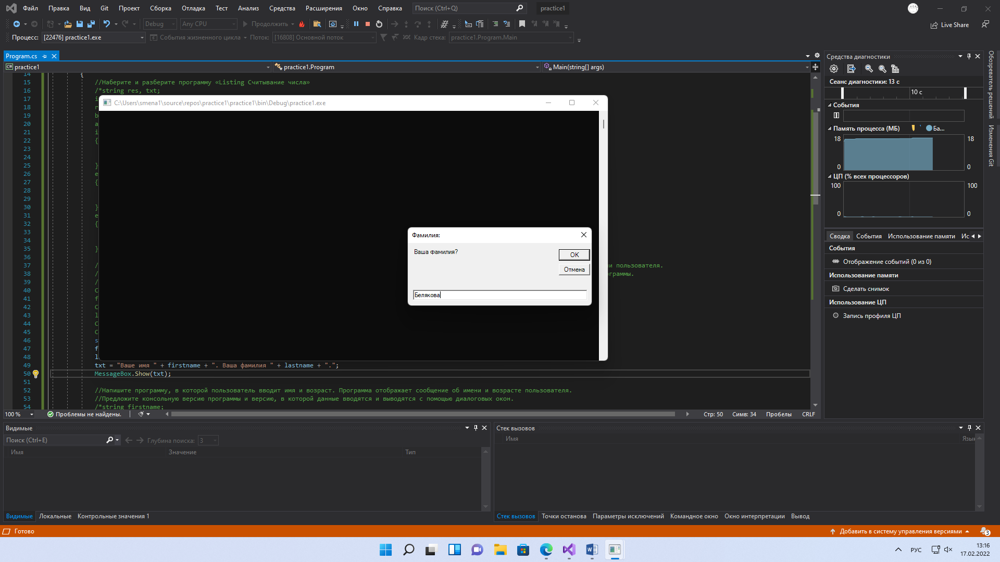 Файл Правка Вид Git Проект Сборка Отладка Тест Анализ Средства Расширения Окно Справка Поиск (Ctrl+Q) practice1
Debug Any CPU Продолжить Live Share
Процесс: [22476] practice1.exe События жизненного цикла Поток: [16808] Основной поток Кадр стека: practice1.Program.Main
Program.cs
practice1 practice1.Program Main(string[] args)
14 {
15 //Наберите и разберите программу «Listing Считывание числа»
16 /*string res, txt;
17 i
18 r
19 b
20 a
21 i
22 {
23
24
25 }
26 e
27 {
28
29
30 }
31 e
32 {
33
34
35 }
36
37 / и пользователя.
38 / граммы.
39 /
40 C
41 f
42 C
43 l
44 C
45 C
46 s
47 f
48 l
49 txt = "Ваше имя " + firstname + ". Ваша фамилия " + lastname + ".";
50 MessageBox.Show(txt);
51
52 //Напишите программу, в которой пользователь вводит имя и возраст. Программа отображает сообщение об имени и возрасте пользователя.
53 //Предложите консольную версию программы и версию, в которой данные вводятся и выводятся с помощью диалоговых окон.
54 /*string firstname;
C:\Users\smena1\source\repos\practice1\practice1\bin\Debug\practice1.exe
Фамилия:
Ваша фамилия?
OK
Отмена
Белякова
100 % Проблемы не найдены. Стр: 50 Симв: 34 Пробелы CRLF
Средства диагностики
Сеанс диагностики: 13 с
10 с
События
Память процесса (МБ) Ба...
18 18
0 0
ЦП (% всех процессоров)
100 100
0 0
Сводка События Использование памяти Ис
События
Отображение событий (0 из 0)
Использование памяти
Сделать снимок
Использование ЦП
Запись профиля ЦП
Обозреватель решений
Изменения Git
Видимые
Поиск (Ctrl+E) Глубина поиска: 3
Имя Значение Тип
Видимые Локальные Контрольные значения 1
Стек вызовов
Имя Язык
Стек вызовов Точки останова Параметры исключений Командное окно Окно интерпретации Вывод
Готово Добавить в систему управления версиями 3
РУС 13:16
17.02.2022